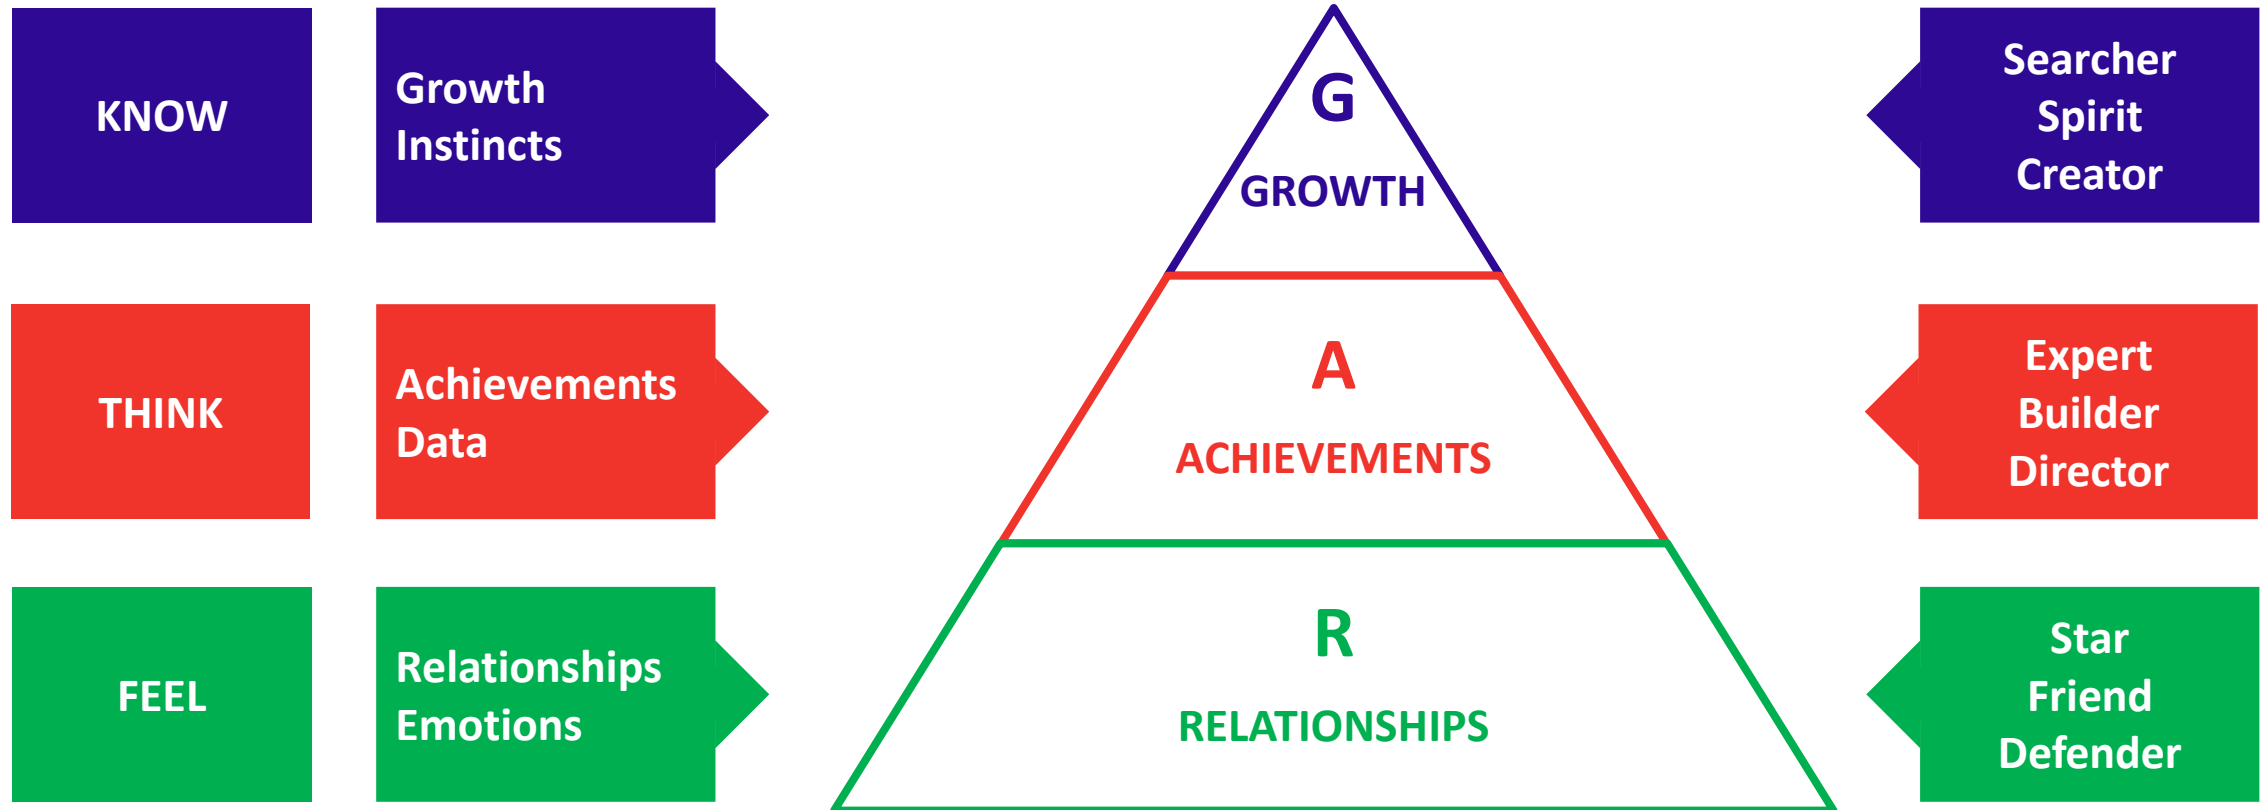 KNOW
Growth
Instincts
G
GROWTH
Searcher
Spirit
Creator
THINK
Achievements
Data
A
ACHIEVEMENTS
Expert
Builder
Director
FEEL
Relationships
Emotions
R
RELATIONSHIPS
Star
Friend
Defender